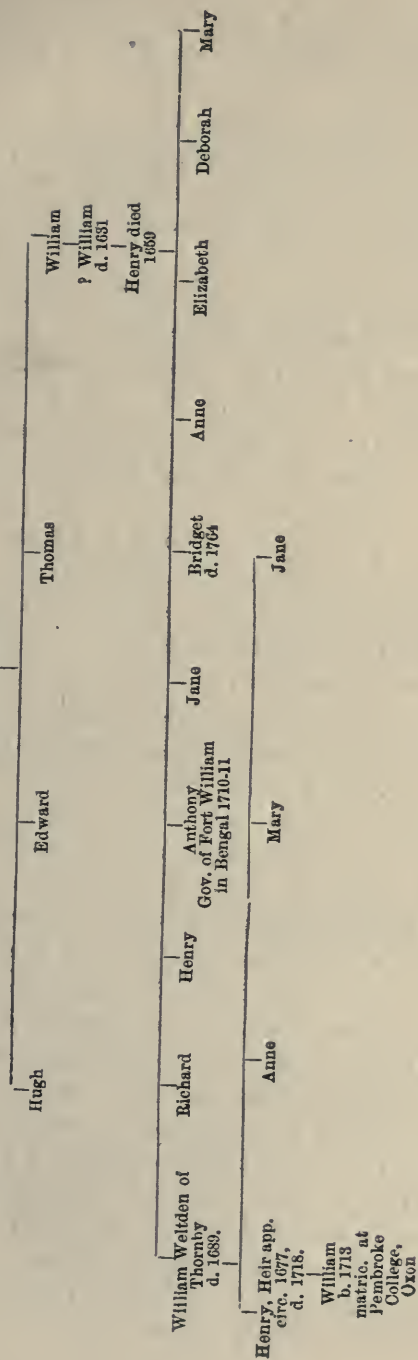 Hugh
Edward
Thomas
William
? William
d. 1631
Henry died
1659
William Weltden of
Thornby
d. 1689.
Richard
Henry
Anthony
Gov. of Fort William
in Bengal 1710-11
Jane
Bridget
d. 1764
Anne
Elizabeth
Deborah
Mary
Henry, Heir app.
circ. 1677,
d. 1718.
Anne
Mary
Jane
William
b. 1713
matric. at
Pembroke
College,
Oxon